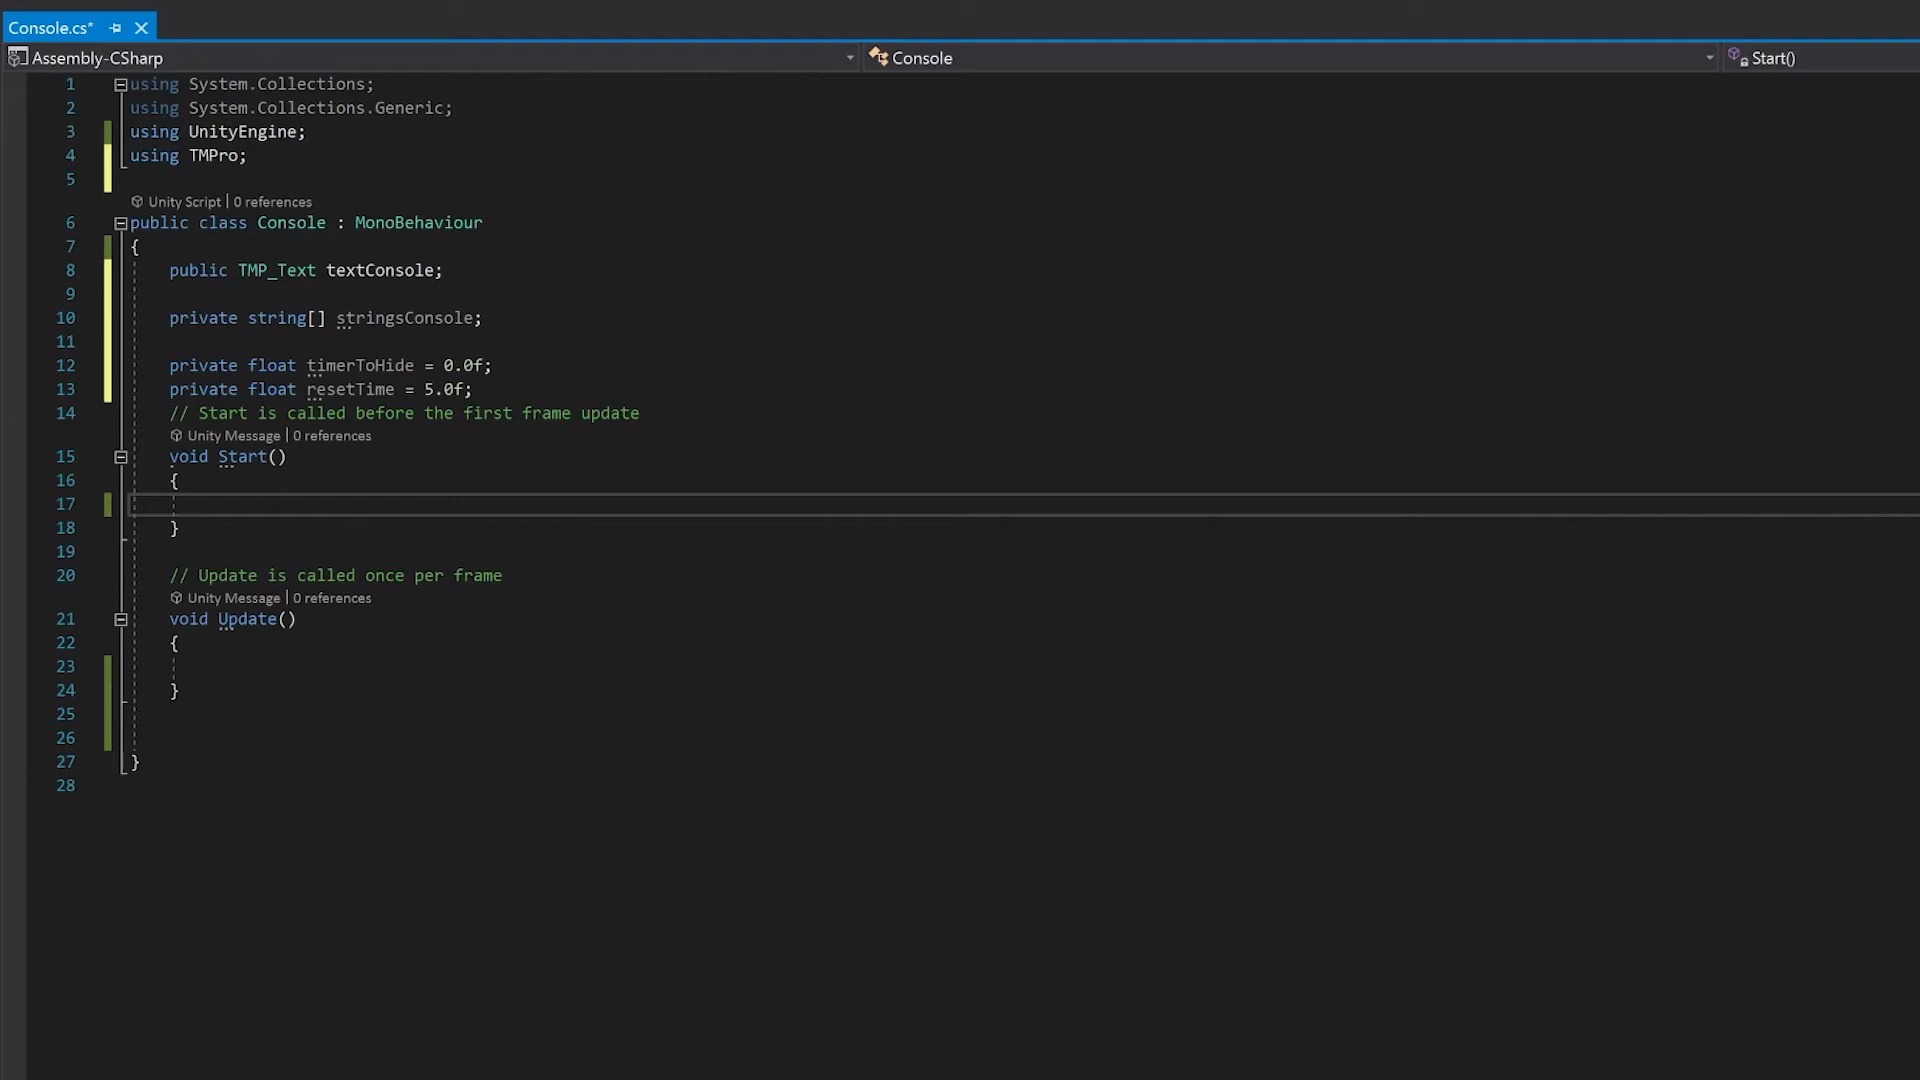 Console.cs*
Assembly-CSharp Console Start()
1 using System.Collections;
2 using System.Collections.Generic;
3 using UnityEngine;
4 using TMPro;
5
Unity Script | 0 references
6 public class Console : MonoBehaviour
7 {
8 public TMP_Text textConsole;
9
10 private string[] stringsConsole;
11
12 private float timerToHide = 0.0f;
13 private float resetTime = 5.0f;
14 // Start is called before the first frame update
Unity Message | 0 references
15 void Start()
16 {
17
18 }
19
20 // Update is called once per frame
Unity Message | 0 references
21 void Update()
22 {
23
24 }
25
26
27 }
28